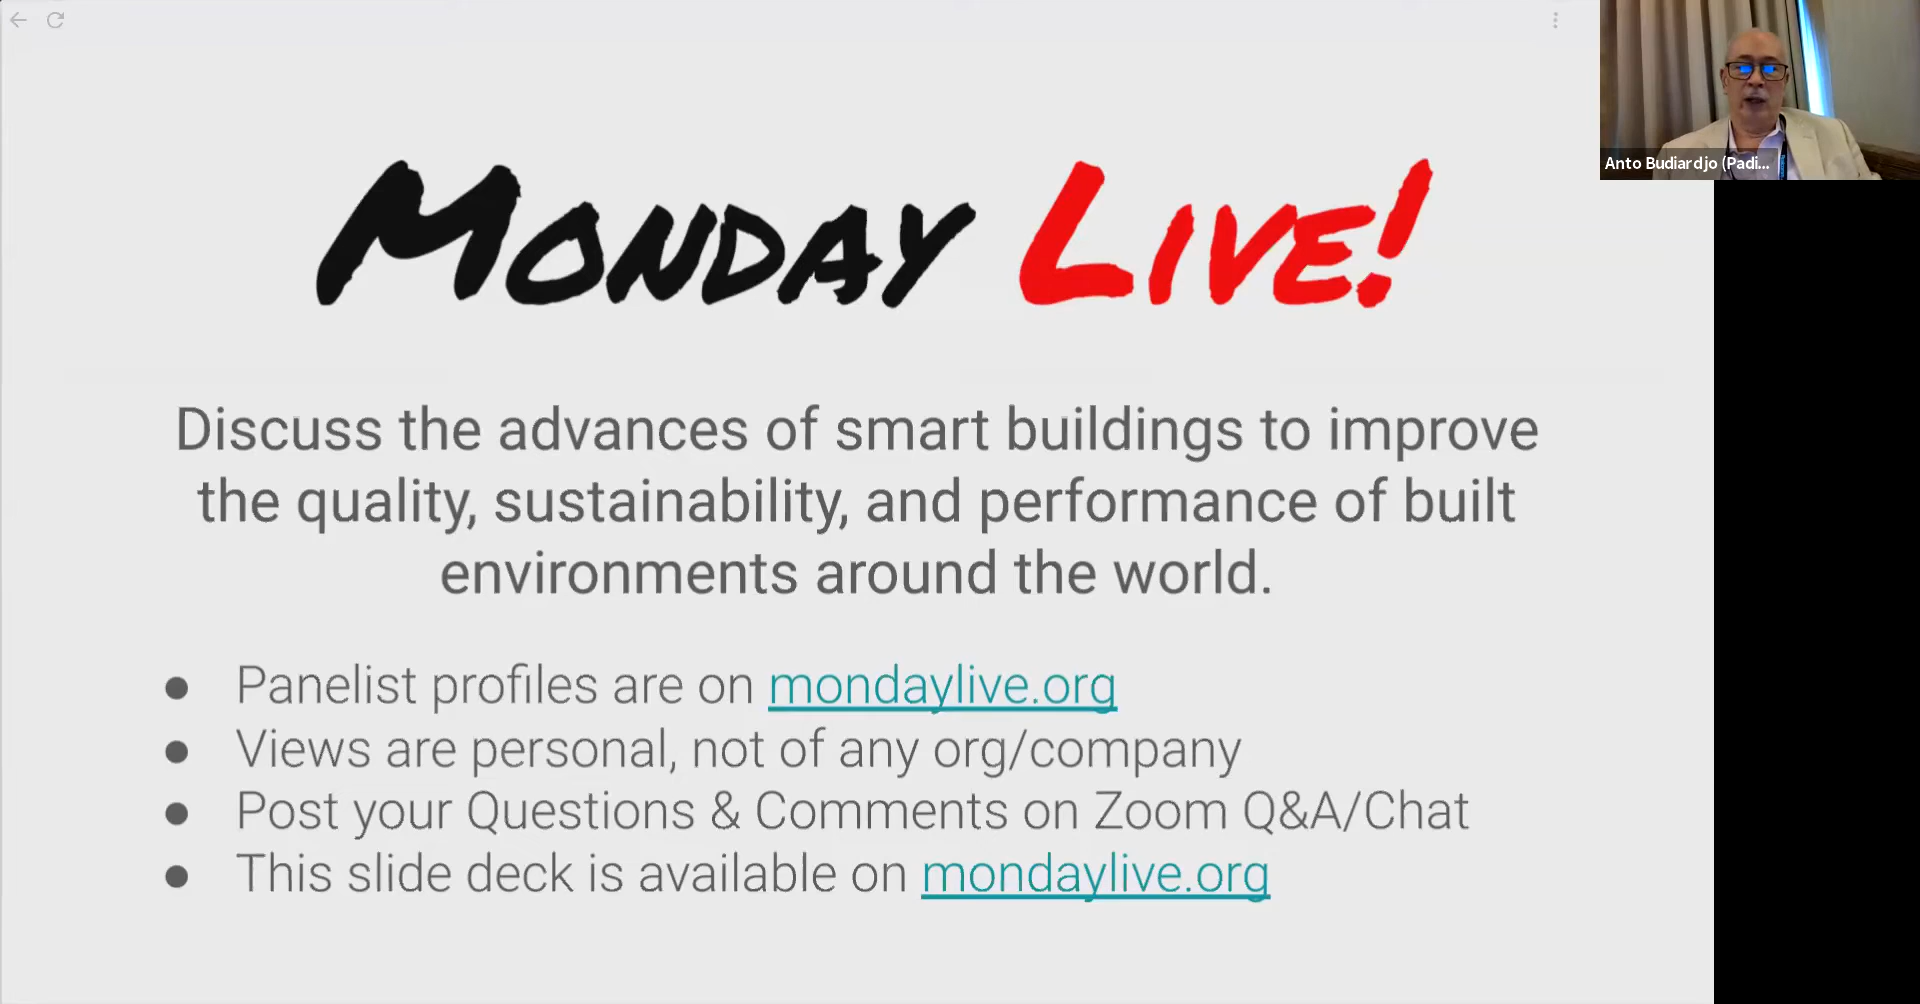 Monday Live!
Discuss the advances of smart buildings to improve
the quality, sustainability, and performance of built
environments around the world.
● Panelist profiles are on mondaylive.org
● Views are personal, not of any org/company
● Post your Questions & Comments on Zoom Q&A/Chat
● This slide deck is available on mondaylive.org
Anto Budiardjo (Padi...